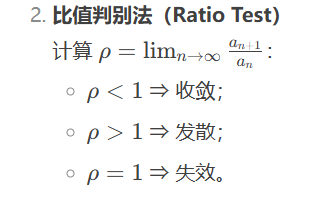 2. 比值判别法（Ratio Test）
计算 ρ = lim_{n→∞} \frac{a_{n+1}}{a_n}：
○ ρ < 1 ⇒ 收敛；
○ ρ > 1 ⇒ 发散；
○ ρ = 1 ⇒ 失效。